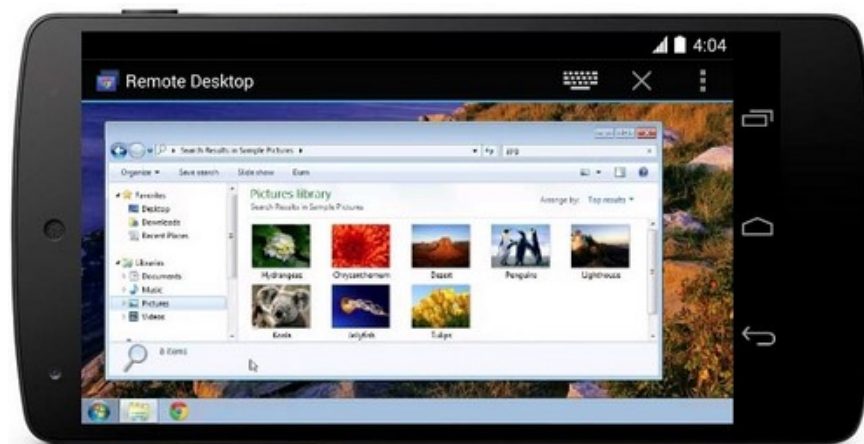 4:04
Remote Desktop
Search Results in Sample Pictures
jpg
Organize Save search Slide show Burn
Favorites
Desktop
Downloads
Recent Places
Libraries
Documents
Music
Pictures
Videos
Pictures library
Search Results in Sample Pictures
Arrange by: Top results
Hydrangeas Chrysanthemum Desert Penguins Lighthouse
Koala Jellyfish Tulips
8 items